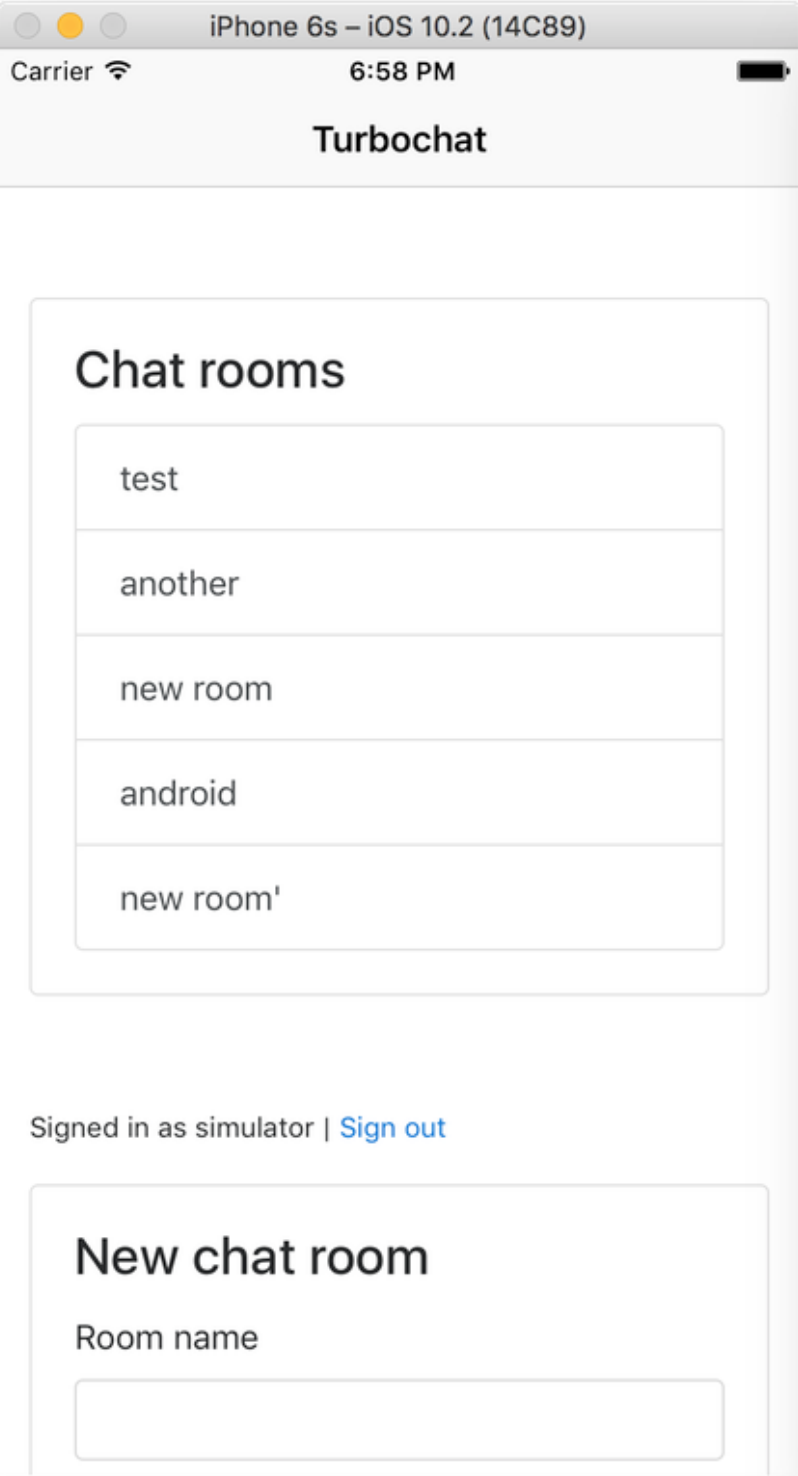 iPhone 6s – iOS 10.2 (14C89)
Carrier 6:58 PM
Turbochat
Chat rooms
test
another
new room
android
new room'
Signed in as simulator | Sign out
New chat room
Room name